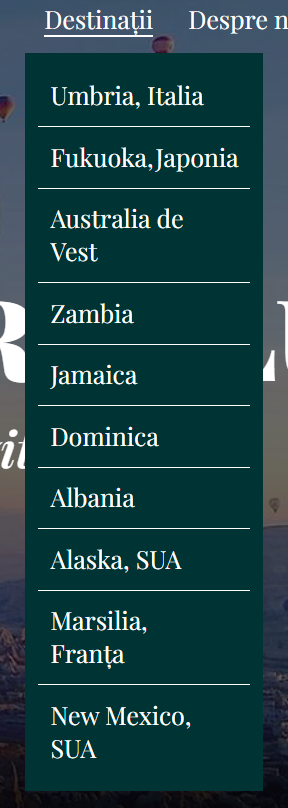 Destinații Despre n
Umbria, Italia
Fukuoka,Japonia
Australia de
Vest
Zambia
Jamaica
Dominica
Albania
Alaska, SUA
Marsilia,
Franța
New Mexico,
SUA